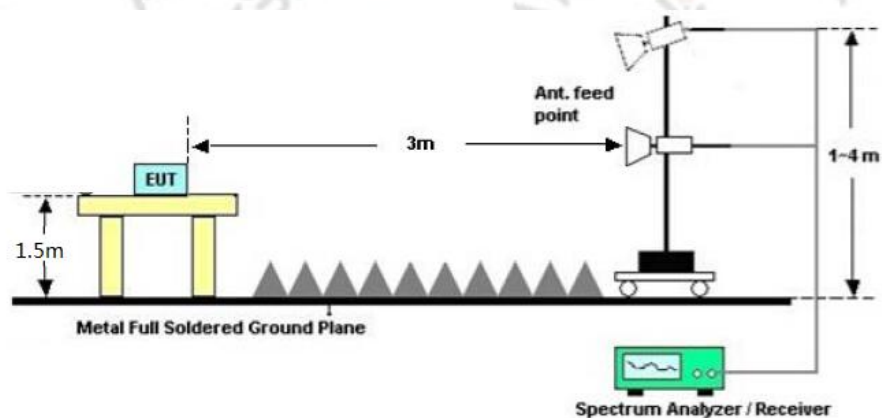 Ant. feed
point
3m
1~4 m
EUT
1.5m
Metal Full Soldered Ground Plane
Spectrum Analyzer / Receiver